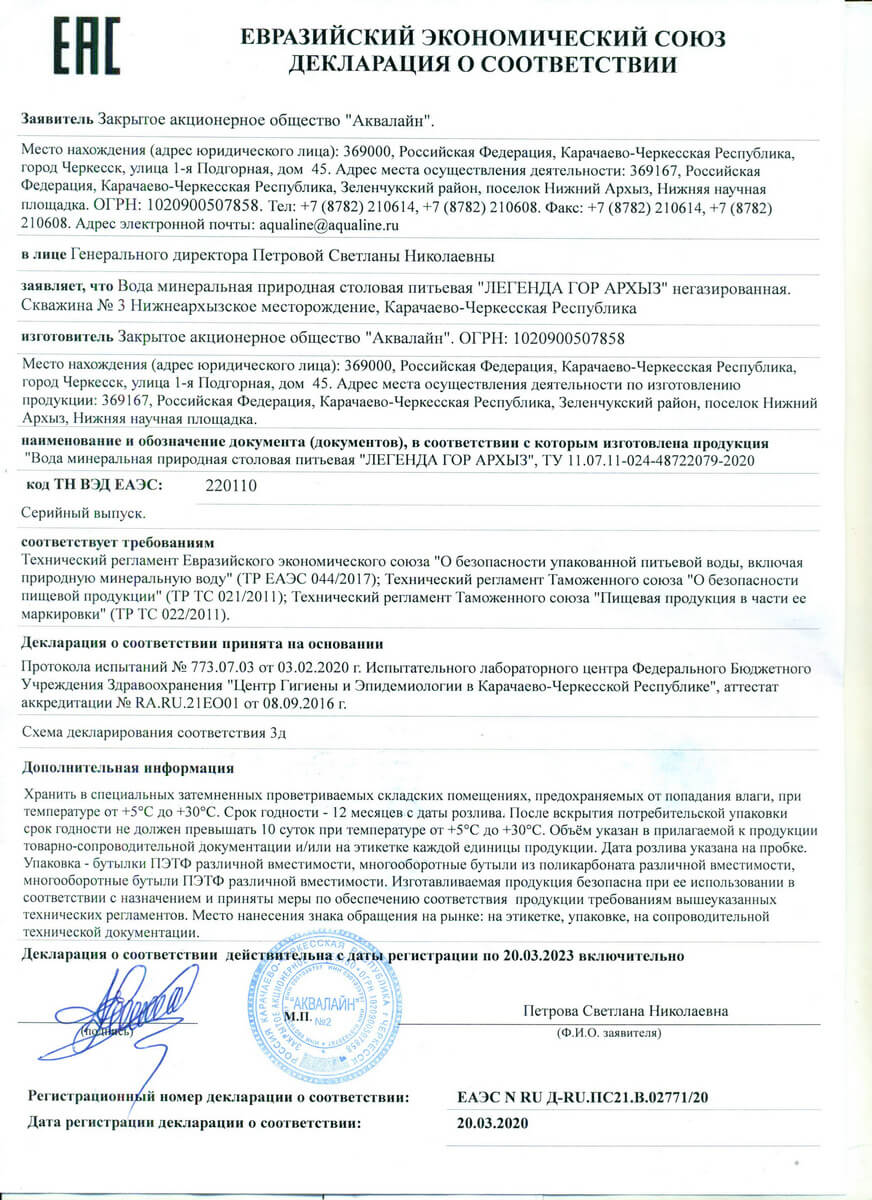 ЕАС
ЕВРАЗИЙСКИЙ ЭКОНОМИЧЕСКИЙ СОЮЗ
ДЕКЛАРАЦИЯ О СООТВЕТСТВИИ
Заявитель Закрытое акционерное общество "Аквалайн".
Место нахождения (адрес юридического лица): 369000, Российская Федерация, Карачаево-Черкесская Республика,
город Черкесск, улица 1-я Подгорная, дом 45. Адрес места осуществления деятельности: 369167, Российская
Федерация, Карачаево-Черкесская Республика, Зеленчукский район, поселок Нижний Архыз, Нижняя научная
площадка. ОГРН: 1020900507858. Тел: +7 (8782) 210614, +7 (8782) 210608. Факс: +7 (8782) 210614, +7 (8782)
210608. Адрес электронной почты: aqualine@aqualine.ru
в лице Генерального директора Петровой Светланы Николаевны
заявляет, что Вода минеральная природная столовая питьевая "ЛЕГЕНДА ГОР АРХЫЗ" негазированная.
Скважина № 3 Нижнеархызское месторождение, Карачаево-Черкесская Республика
изготовитель Закрытое акционерное общество "Аквалайн". ОГРН: 1020900507858
Место нахождения (адрес юридического лица): 369000, Российская Федерация, Карачаево-Черкесская Республика,
город Черкесск, улица 1-я Подгорная, дом 45. Адрес места осуществления деятельности по изготовлению
продукции: 369167, Российская Федерация, Карачаево-Черкесская Республика, Зеленчукский район, поселок Нижний
Архыз, Нижняя научная площадка.
наименование и обозначение документа (документов), в соответствии с которым изготовлена продукция
"Вода минеральная природная столовая питьевая "ЛЕГЕНДА ГОР АРХЫЗ", ТУ 11.07.11-024-48722079-2020
код ТН ВЭД ЕАЭС: 220110
Серийный выпуск.
соответствует требованиям
Технический регламент Евразийского экономического союза "О безопасности упакованной питьевой воды, включая
природную минеральную воду" (ТР ЕАЭС 044/2017); Технический регламент Таможенного союза "О безопасности
пищевой продукции" (ТР ТС 021/2011); Технический регламент Таможенного союза "Пищевая продукция в части ее
маркировки" (ТР ТС 022/2011).
Декларация о соответствии принята на основании
Протокола испытаний № 773.07.03 от 03.02.2020 г. Испытательного лабораторного центра Федерального Бюджетного
Учреждения Здравоохранения "Центр Гигиены и Эпидемиологии в Карачаево-Черкесской Республике", аттестат
аккредитации № RA.RU.21ЕО01 от 08.09.2016 г.
Схема декларирования соответствия 3д
Дополнительная информация
Хранить в специальных затемненных проветриваемых складских помещениях, предохраняемых от попадания влаги, при
температуре от +5°С до +30°С. Срок годности - 12 месяцев с даты розлива. После вскрытия потребительской упаковки
срок годности не должен превышать 10 суток при температуре от +5°С до +30°С. Объём указан в прилагаемой к продукции
товарно-сопроводительной документации и/или на этикетке каждой единицы продукции. Дата розлива указана на пробке.
Упаковка - бутылки ПЭТФ различной вместимости, многооборотные бутыли из поликарбоната различной вместимости,
многооборотные бутыли ПЭТФ различной вместимости. Изготавливаемая продукция безопасна при ее использовании в
соответствии с назначением и приняты меры по обеспечению соответствия продукции требованиям вышеуказанных
технических регламентов. Место нанесения знака обращения на рынке: на этикетке, упаковке, на сопроводительной
технической документации.
Декларация о соответствии действительна с даты регистрации по 20.03.2023 включительно
"АКВАЛАЙН"
№2
М.П.
Петрова Светлана Николаевна
(подпись)
(Ф.И.О. заявителя)
Регистрационный номер декларации о соответствии: ЕАЭС N RU Д-RU.ПС21.В.02771/20
Дата регистрации декларации о соответствии: 20.03.2020